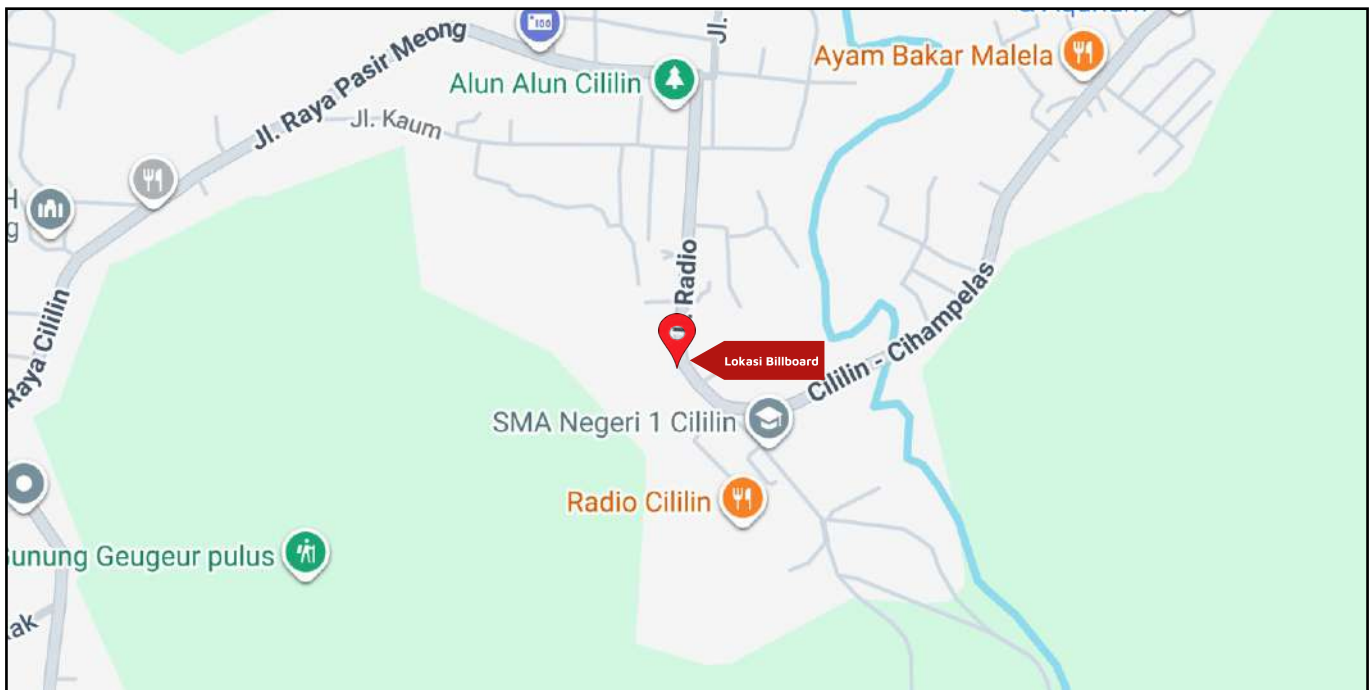 Jl.
Ayam Bakar Malela
Alun Alun Cililin
Jl. Raya Pasir Meong
Jl. Kaum
H
g
Radio
Raya Cililin
Lokasi Billboard
Cililin - Cihampelas
SMA Negeri 1 Cililin
Radio Cililin
unung Geugeur pulus
ak